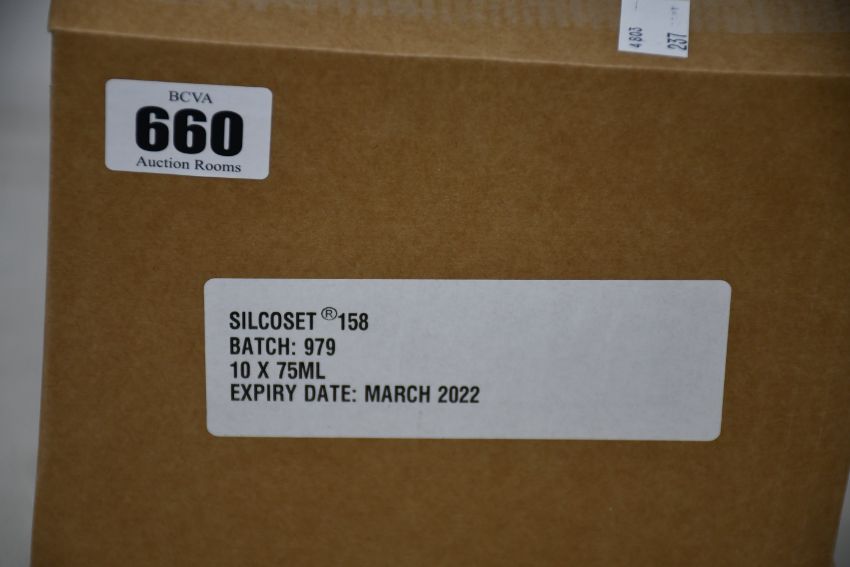 4803
237
BCVA
660
Auction Rooms
SILCOSET ®158
BATCH: 979
10 X 75ML
EXPIRY DATE: MARCH 2022